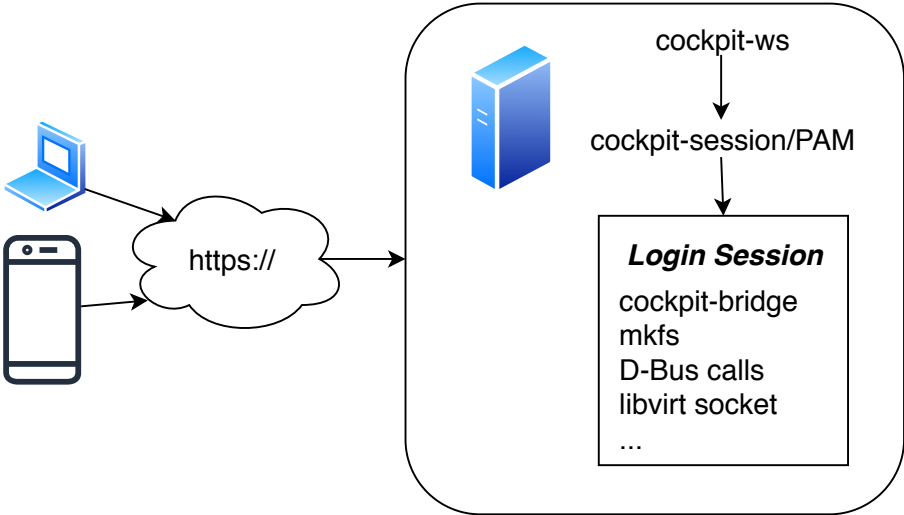 https://
cockpit-ws
cockpit-session/PAM
Login Session
cockpit-bridge
mkfs
D-Bus calls
libvirt socket
...